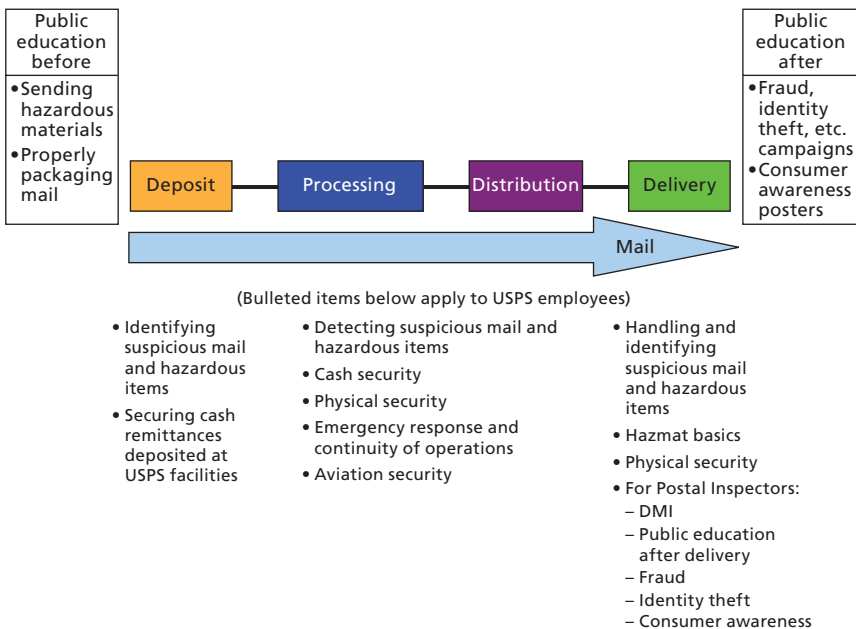 Public
education
before
• Sending
hazardous
materials
• Properly
packaging
mail
Public
education
after
• Fraud,
identity
theft, etc.
campaigns
• Consumer
awareness
posters
Deposit
Processing
Distribution
Delivery
Mail
(Bulleted items below apply to USPS employees)
• Identifying
suspicious mail
and hazardous
items
• Securing cash
remittances
deposited at
USPS facilities
• Detecting suspicious mail and
hazardous items
• Cash security
• Physical security
• Emergency response and
continuity of operations
• Aviation security
• Handling and
identifying
suspicious mail
and hazardous
items
• Hazmat basics
• Physical security
• For Postal Inspectors:
– DMI
– Public education
after delivery
– Fraud
– Identity theft
– Consumer awareness